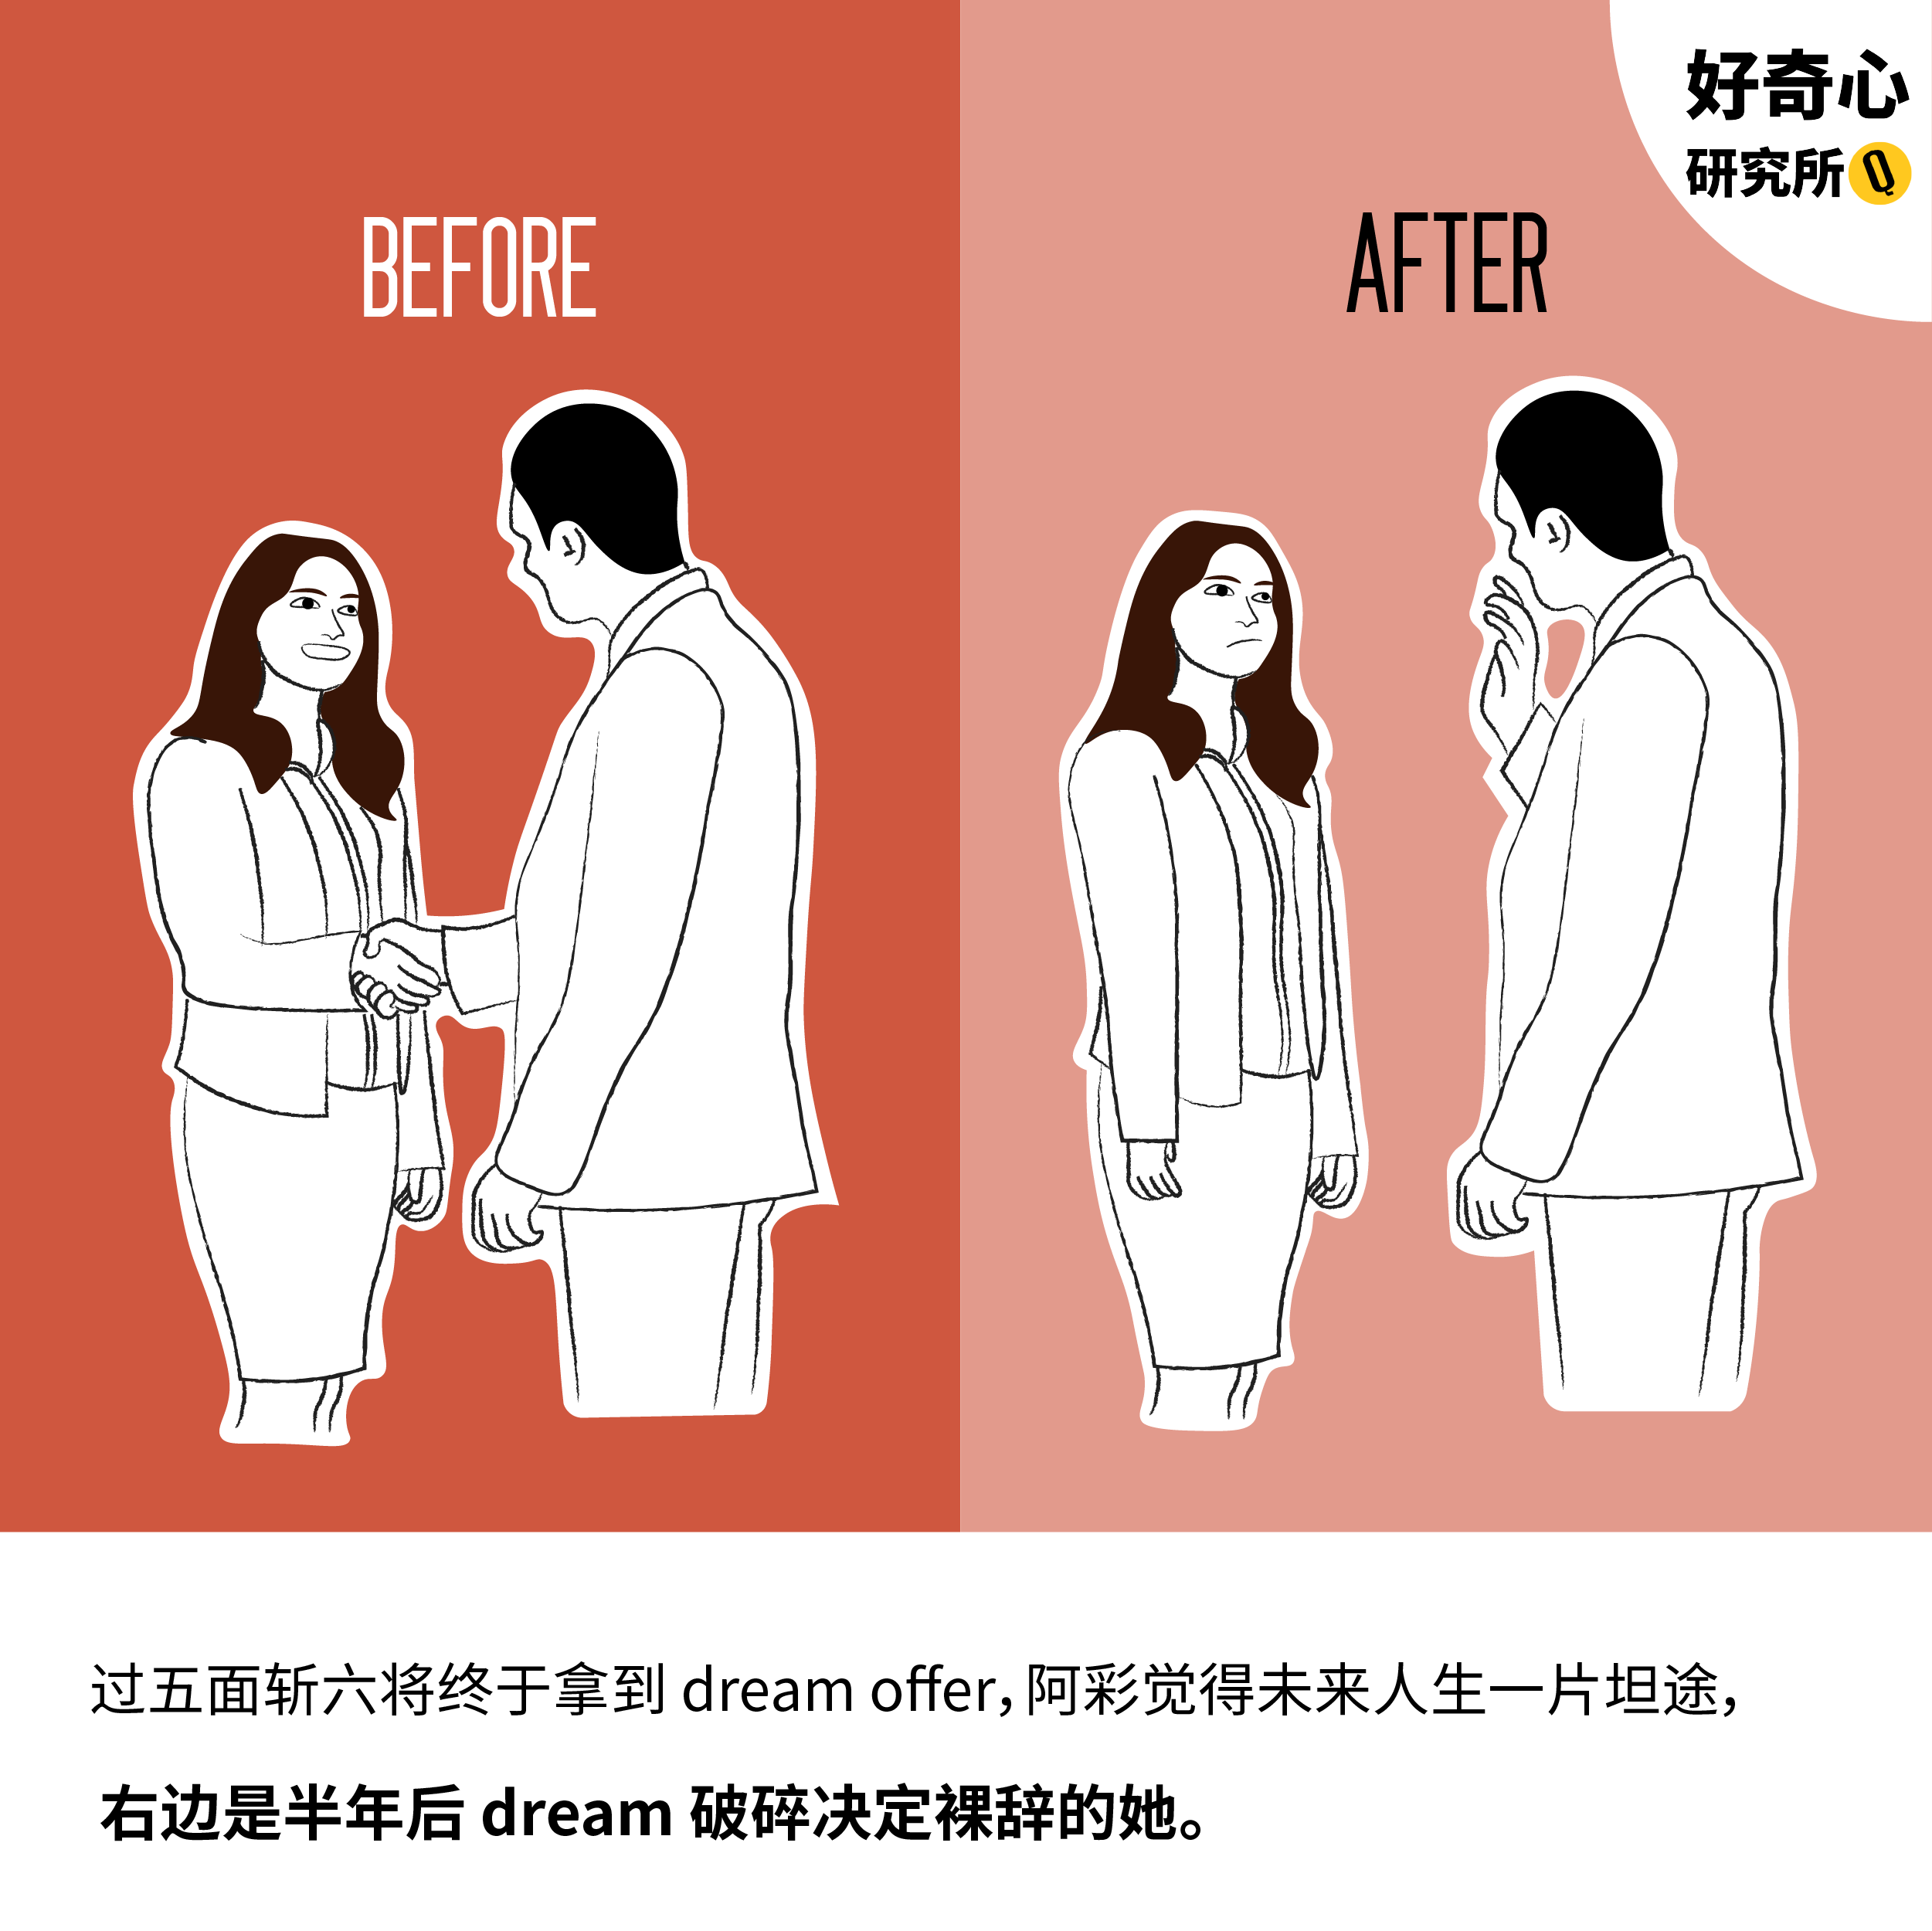 好奇心
研究所Q
BEFORE
AFTER
过五面斩六将终于拿到 dream offer, 阿彩觉得未来人生一片坦途,
右边是半年后 dream 破碎决定裸辞的她。